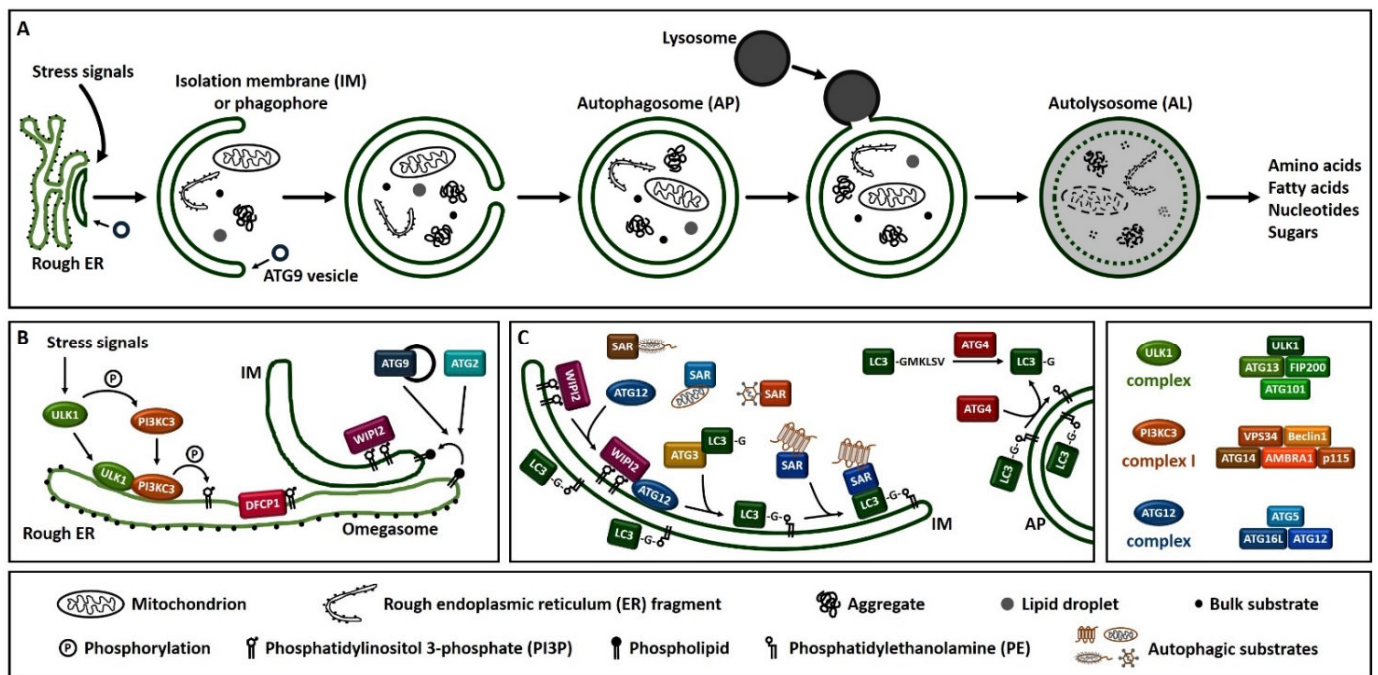 A
Stress signals
Rough ER
Isolation membrane (IM)
or phagophore
ATG9 vesicle
Autophagosome (AP)
Lysosome
Autolysosome (AL)
Amino acids
Fatty acids
Nucleotides
Sugars
B
Stress signals
P
ULK1
PI3KC3
ULK1
PI3KC3
P
DFCP1
Rough ER
Omegasome
IM
WIPI2
ATG9
ATG2
C
WIPI2
SAR
ATG12
SAR
SAR
WIPI2
ATG12
ATG3
LC3
-G
LC3
-G-
LC3
-G-
LC3
-G-
SAR
SAR
LC3
-G-
IM
LC3
-GMKLSV
ATG4
LC3
-G
ATG4
LC3
-G-
LC3
-G-
AP
ULK1
complex
ULK1
ATG13
FIP200
ATG101
PI3KC3
complex I
VPS34
Beclin1
ATG14
AMBRA1
p115
ATG12
complex
ATG5
ATG16L
ATG12
Mitochondrion
Rough endoplasmic reticulum (ER) fragment
Aggregate
Lipid droplet
Bulk substrate
P
Phosphorylation
Phosphatidylinositol 3-phosphate (PI3P)
Phospholipid
Phosphatidylethanolamine (PE)
Autophagic substrates